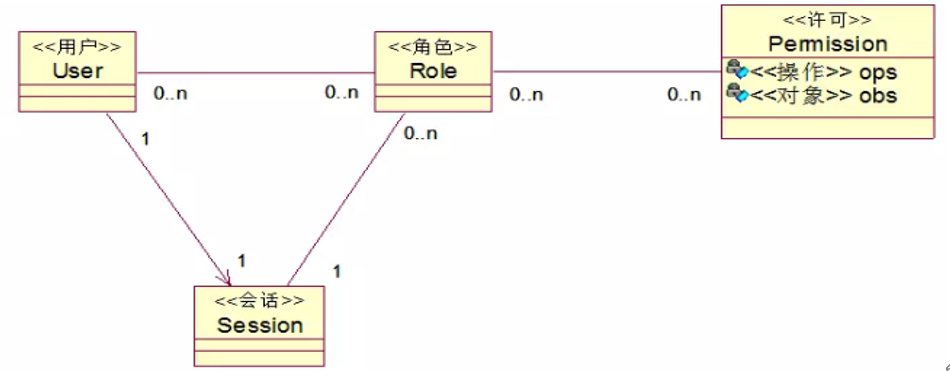 <<用户>>
User
<<角色>>
Role
<<许可>>
Permission
<<操作>> ops
<<对象>> obs
0..n
0..n
0..n
0..n
1
0..n
1
1
<<会话>>
Session